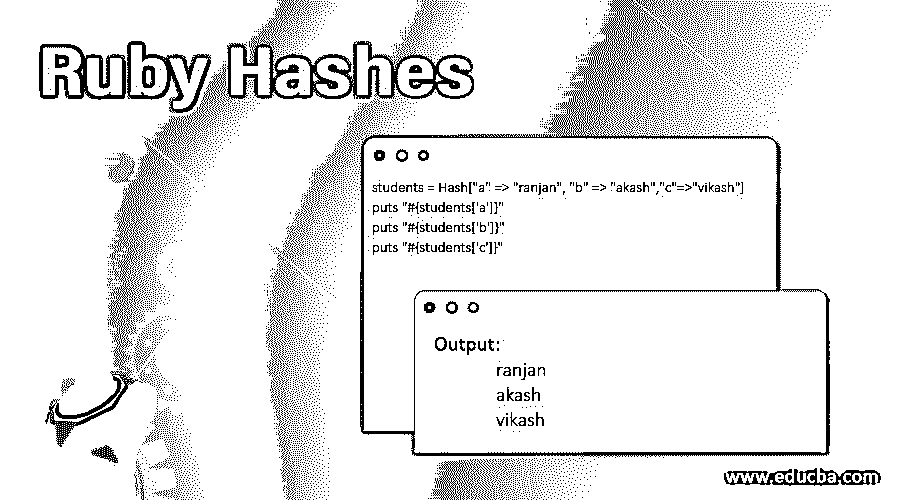 Ruby Hashes
students = Hash["a" => "ranjan", "b" => "akash","c"=>"vikash"]
puts "#{students['a']}"
puts "#{students['b']}"
puts "#{students['c']}"
Output:
ranjan
akash
vikash
www.educba.com